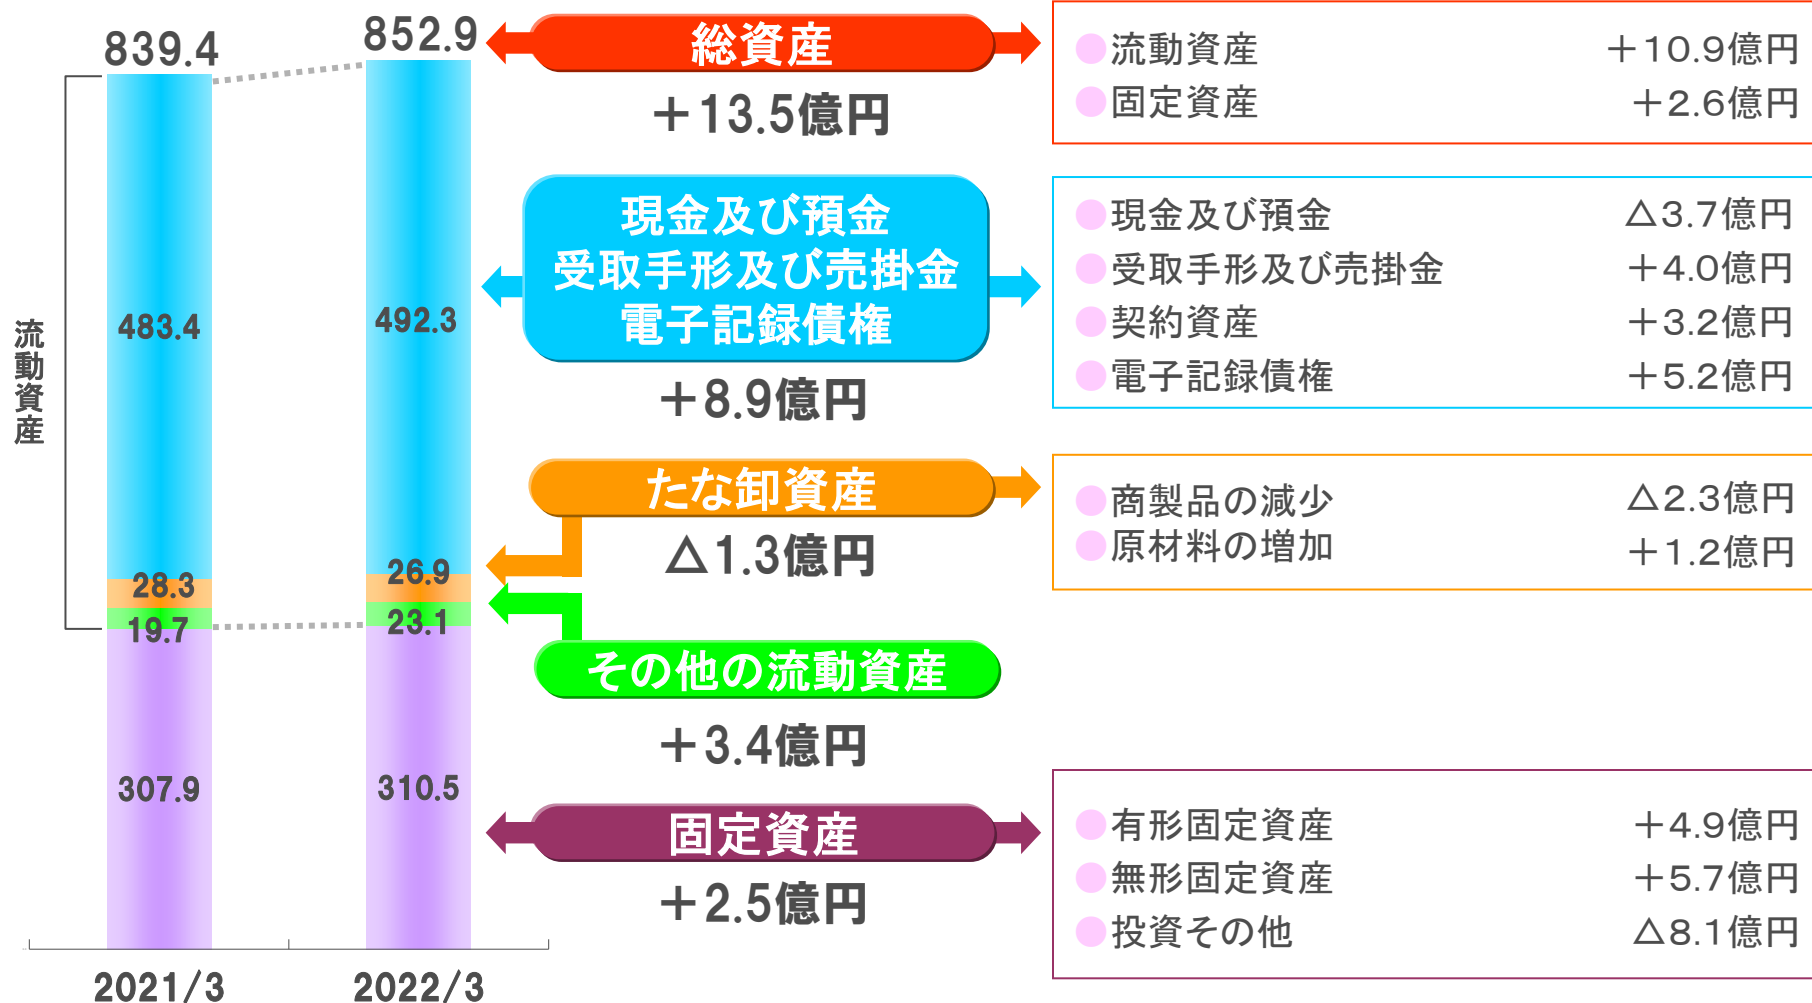 839.4
852.9
総資産
+13.5億円
流動資産 +10.9億円
固定資産 +2.6億円
流動資産
483.4
492.3
現金及び預金
受取手形及び売掛金
電子記録債権
+8.9億円
現金及び預金 △3.7億円
受取手形及び売掛金 +4.0億円
契約資産 +3.2億円
電子記録債権 +5.2億円
たな卸資産
△1.3億円
商製品の減少 △2.3億円
原材料の増加 +1.2億円
28.3
26.9
19.7
23.1
その他の流動資産
+3.4億円
307.9
310.5
固定資産
+2.5億円
有形固定資産 +4.9億円
無形固定資産 +5.7億円
投資その他 △8.1億円
2021/3
2022/3